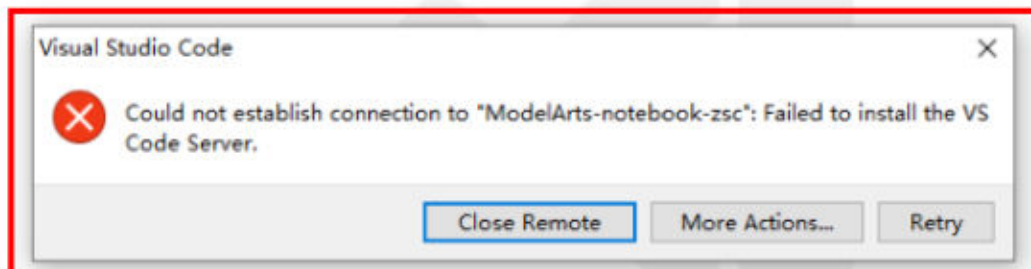 Visual Studio Code
Could not establish connection to "ModelArts-notebook-zsc": Failed to install the VS
Code Server.
Close Remote
More Actions...
Retry